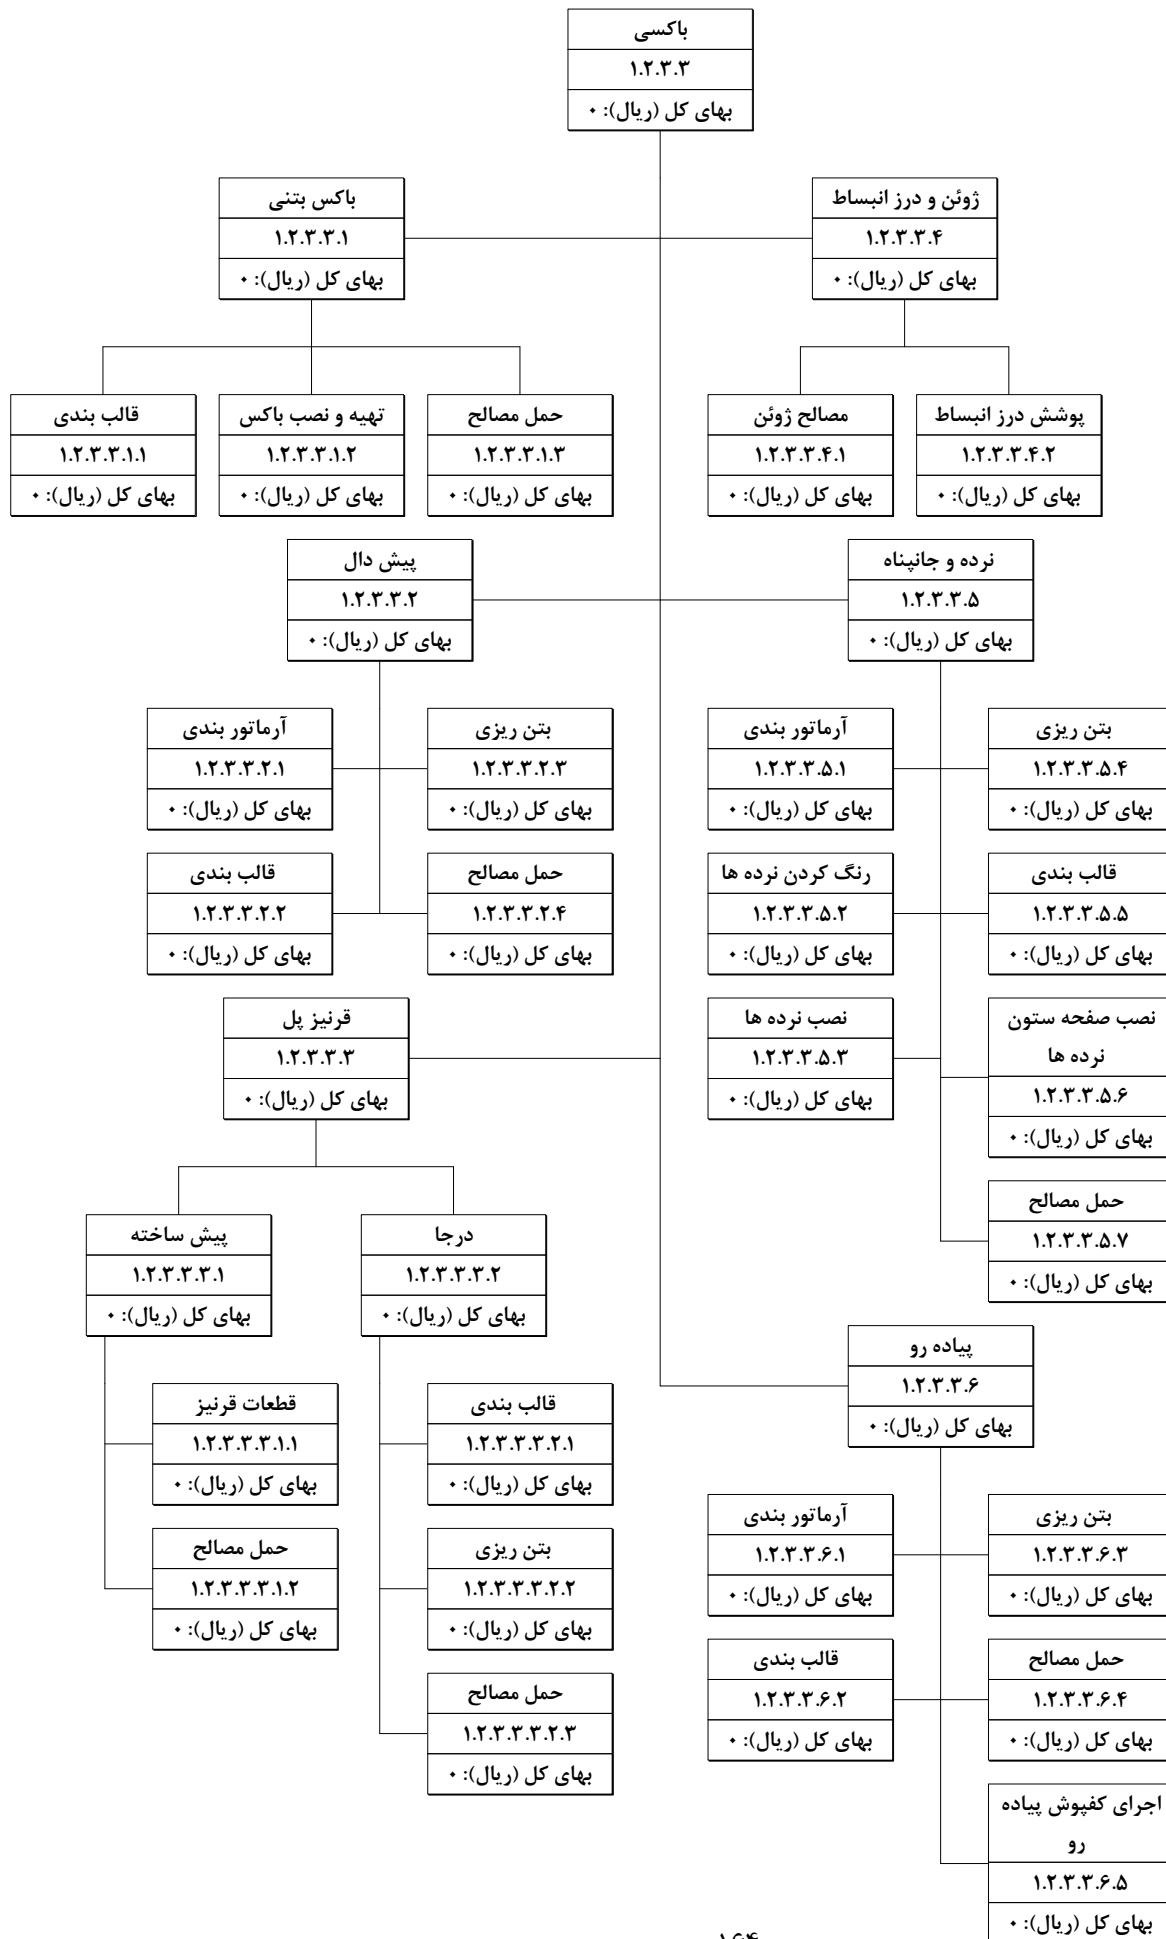 باکسی
۱.۲.۳.۳
بهای کل (ریال): ۰
باکس بتنی
۱.۲.۳.۳.۱
بهای کل (ریال): ۰
قالب بندی
۱.۲.۳.۳.۱.۱
بهای کل (ریال): ۰
تهیه و نصب باکس
۱.۲.۳.۳.۱.۲
بهای کل (ریال): ۰
حمل مصالح
۱.۲.۳.۳.۱.۳
بهای کل (ریال): ۰
پیش دال
۱.۲.۳.۳.۲
بهای کل (ریال): ۰
آرماتور بندی
۱.۲.۳.۳.۲.۱
بهای کل (ریال): ۰
قالب بندی
۱.۲.۳.۳.۲.۲
بهای کل (ریال): ۰
بتن ریزی
۱.۲.۳.۳.۲.۳
بهای کل (ریال): ۰
حمل مصالح
۱.۲.۳.۳.۲.۴
بهای کل (ریال): ۰
قرنیز پل
۱.۲.۳.۳.۳
بهای کل (ریال): ۰
پیش ساخته
۱.۲.۳.۳.۳.۱
بهای کل (ریال): ۰
قطعات قرنیز
۱.۲.۳.۳.۳.۱.۱
بهای کل (ریال): ۰
حمل مصالح
۱.۲.۳.۳.۳.۱.۲
بهای کل (ریال): ۰
درجا
۱.۲.۳.۳.۳.۲
بهای کل (ریال): ۰
قالب بندی
۱.۲.۳.۳.۳.۲.۱
بهای کل (ریال): ۰
بتن ریزی
۱.۲.۳.۳.۳.۲.۲
بهای کل (ریال): ۰
حمل مصالح
۱.۲.۳.۳.۳.۲.۳
بهای کل (ریال): ۰
ژوئن و درز انبساط
۱.۲.۳.۳.۴
بهای کل (ریال): ۰
مصالح ژوئن
۱.۲.۳.۳.۴.۱
بهای کل (ریال): ۰
پوشش درز انبساط
۱.۲.۳.۳.۴.۲
بهای کل (ریال): ۰
نرده و جانپناه
۱.۲.۳.۳.۵
بهای کل (ریال): ۰
آرماتور بندی
۱.۲.۳.۳.۵.۱
بهای کل (ریال): ۰
رنگ کردن نرده ها
۱.۲.۳.۳.۵.۲
بهای کل (ریال): ۰
نصب نرده ها
۱.۲.۳.۳.۵.۳
بهای کل (ریال): ۰
بتن ریزی
۱.۲.۳.۳.۵.۴
بهای کل (ریال): ۰
قالب بندی
۱.۲.۳.۳.۵.۵
بهای کل (ریال): ۰
نصب صفحه ستون
نرده ها
۱.۲.۳.۳.۵.۶
بهای کل (ریال): ۰
حمل مصالح
۱.۲.۳.۳.۵.۷
بهای کل (ریال): ۰
پیاده رو
۱.۲.۳.۳.۶
بهای کل (ریال): ۰
آرماتور بندی
۱.۲.۳.۳.۶.۱
بهای کل (ریال): ۰
قالب بندی
۱.۲.۳.۳.۶.۲
بهای کل (ریال): ۰
بتن ریزی
۱.۲.۳.۳.۶.۳
بهای کل (ریال): ۰
حمل مصالح
۱.۲.۳.۳.۶.۴
بهای کل (ریال): ۰
اجرای کفپوش پیاده
رو
۱.۲.۳.۳.۶.۵
بهای کل (ریال): ۰